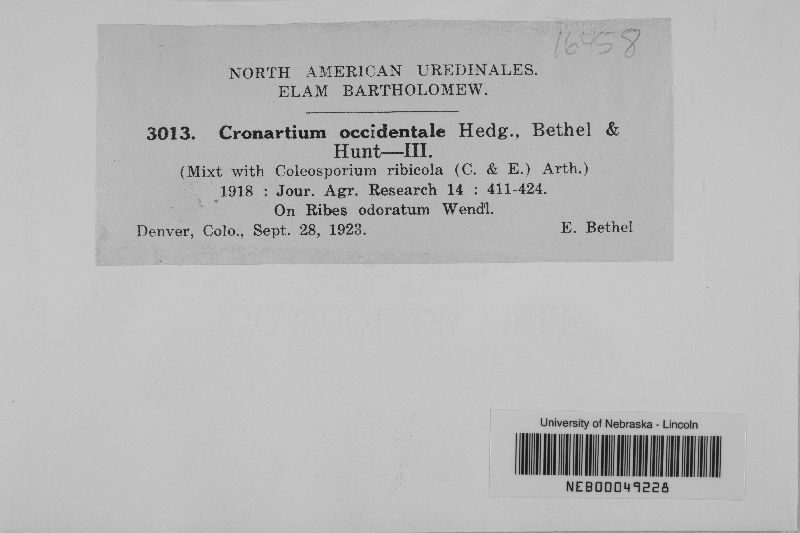 16458
NORTH AMERICAN UREDINALES.
ELAM BARTHOLOMEW.
3013. Cronartium occidentale Hedg., Bethel &
Hunt—III.
(Mixt with Coleosporium ribicola (C. & E.) Arth.)
1918 : Jour. Agr. Research 14 : 411-424.
On Ribes odoratum Wendl.
Denver, Colo., Sept. 28, 1923. E. Bethel
University of Nebraska - Lincoln
NEB00049228